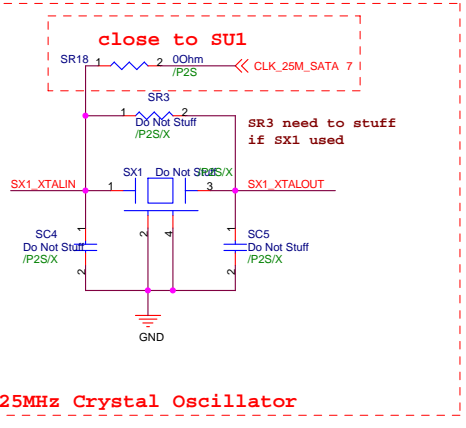 close to SU1
SR18 1 2 0Ohm
/P2S
CLK_25M_SATA 7
SR3
1 2
Do Not Stuff
/P2S/X
SR3 need to stuff
if SX1 used
SX1 Do Not Stuff /P2S/X
SX1_XTALIN 1 3 SX1_XTALOUT
2 4
SC4 1
Do Not Stuff
/P2S/X
2
SC5 1
Do Not Stuff
/P2S/X
2
GND
25MHz Crystal Oscillator